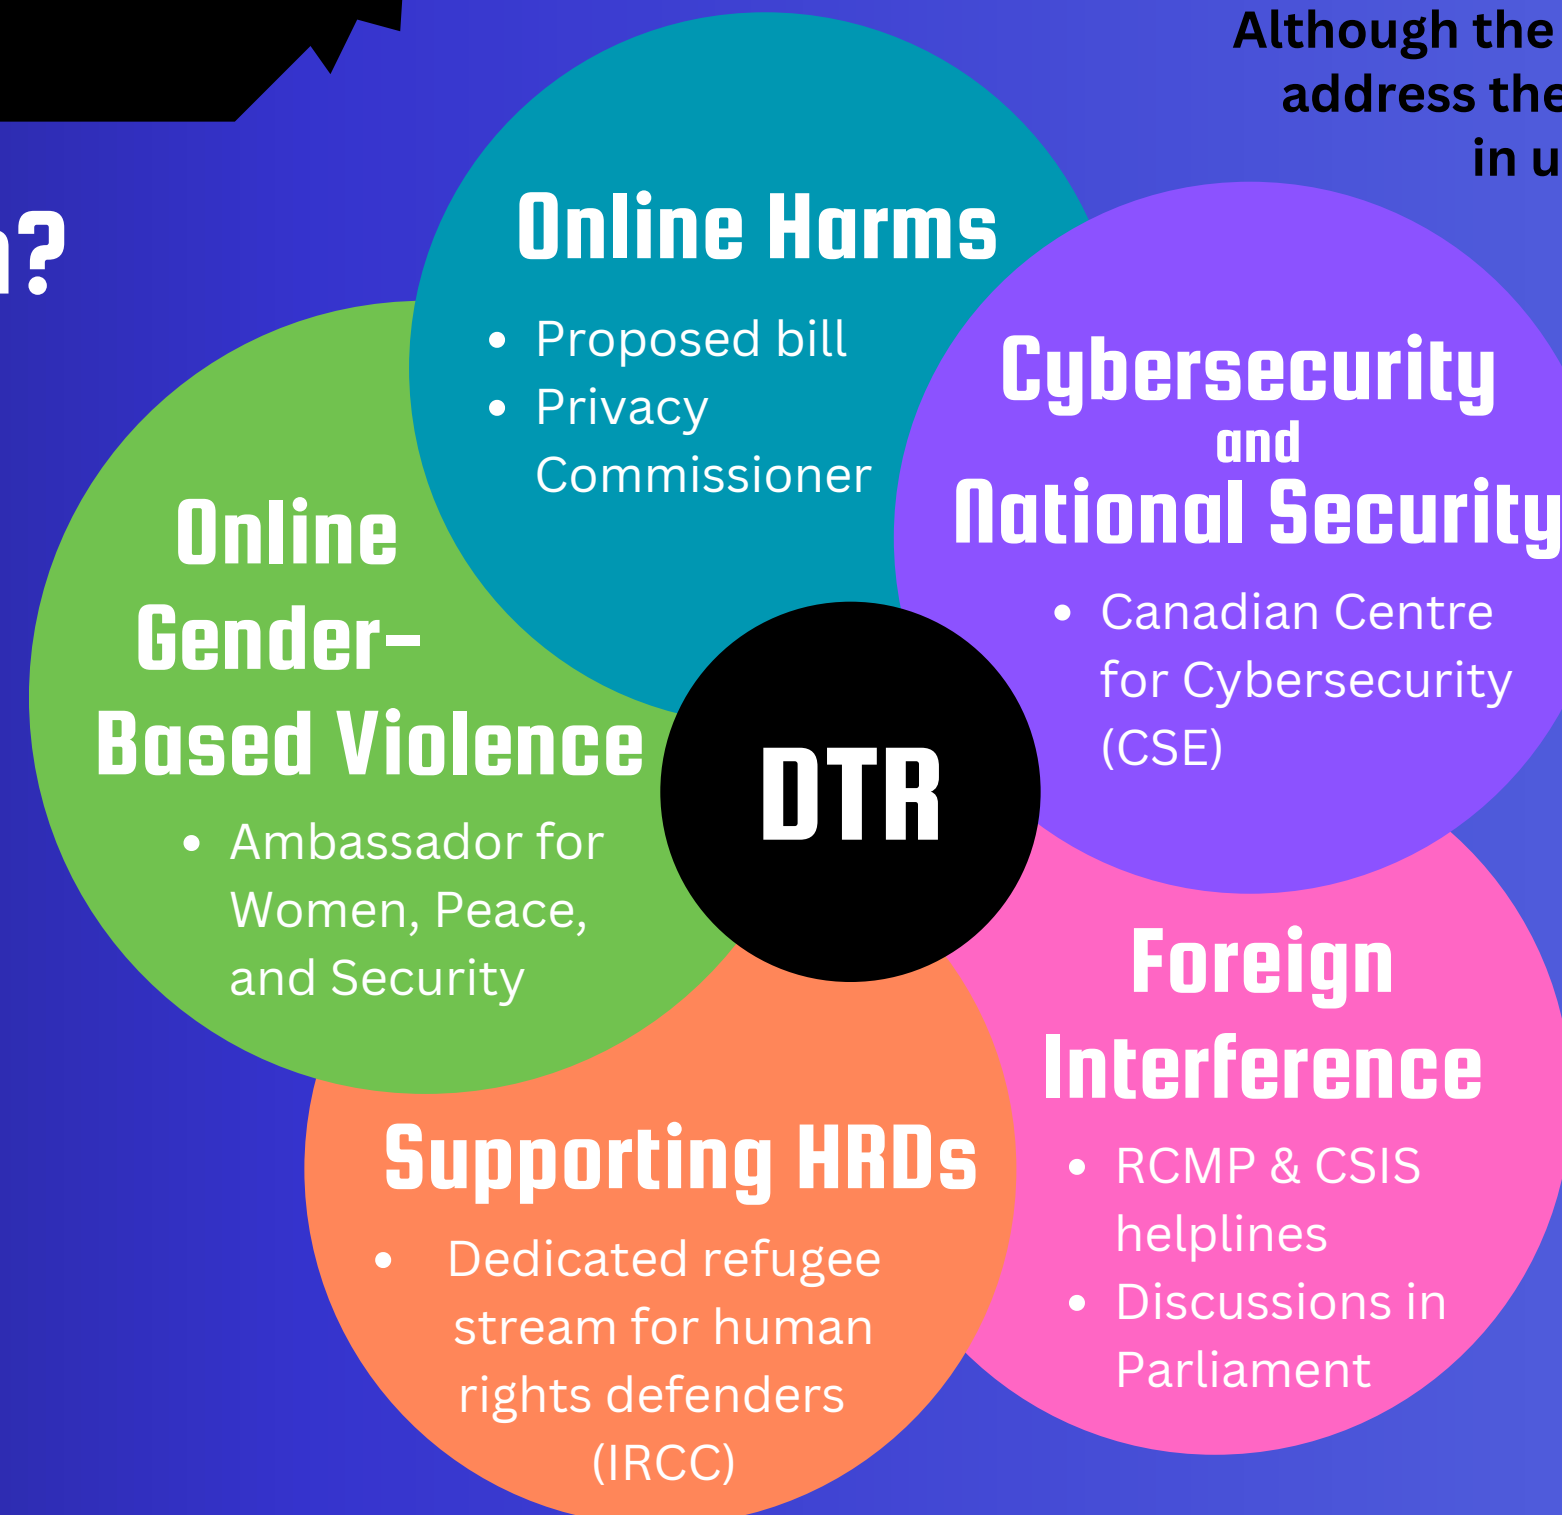 Although the
address the
in u
?
Online Harms
• Proposed bill
• Privacy
Commissioner
Cybersecurity
and
National Security
• Canadian Centre
for Cybersecurity
(CSE)
Online
Gender-
Based Violence
• Ambassador for
Women, Peace,
and Security
DTR
Foreign
Interference
• RCMP & CSIS
helplines
• Discussions in
Parliament
Supporting HRDs
• Dedicated refugee
stream for human
rights defenders
(IRCC)